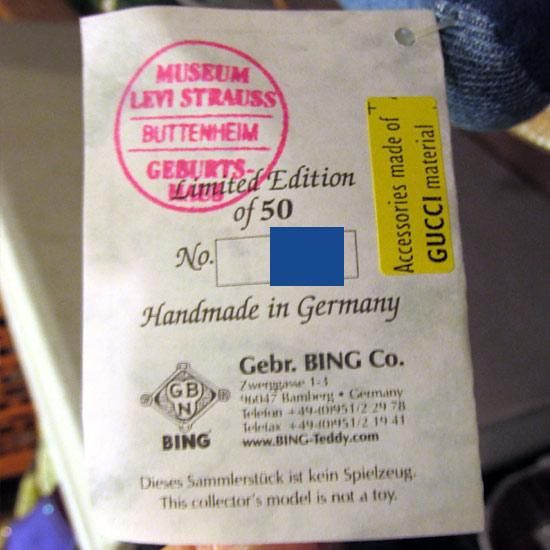 MUSEUM
LEVI STRAUSS
BUTTENHEIM
GEBURTS-
Limited Edition
of 50
No.
Handmade in Germany
Accessories made of
GUCCI material
GBN
BING
Gebr. BING Co.
Zwerggasse 1-3
96047 Bamberg • Germany
Telefon +49-(0)951/2 29 78
Telefax +49-(0)951/2 19 41
www.BING-Teddy.com
Dieses Sammlerstück ist kein Spielzeug.
This collector's model is not a toy.